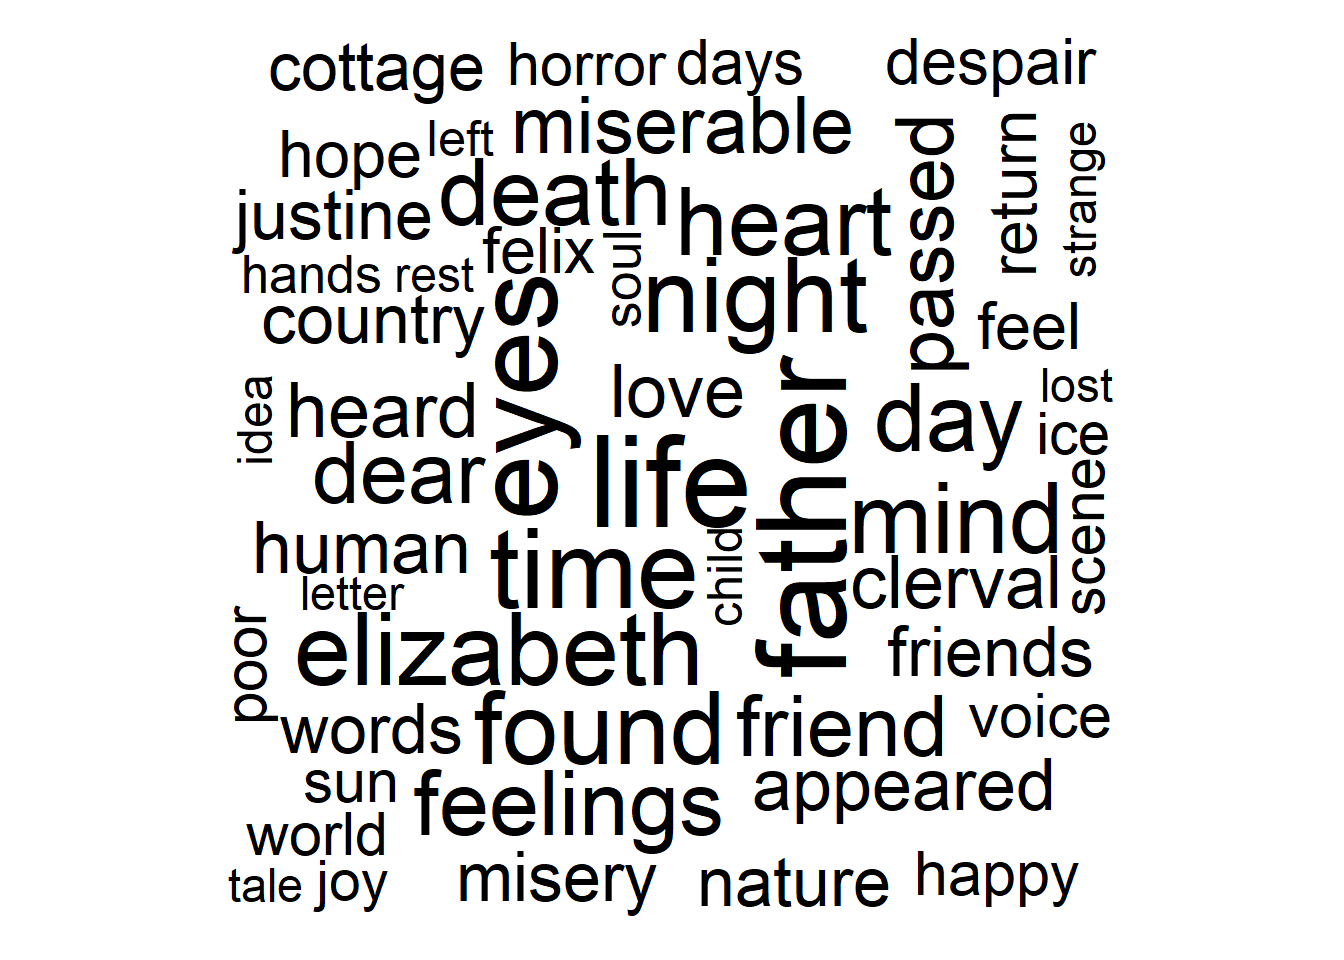 cottage
horror
days
despair
miserable
left
hope
passed
return
strange
death
heart
justine
felix
soul
hands
rest
night
country
eyes
feel
love
father
idea
heard
day
lost
ice
dear
life
scene
mind
human
time
child
clerval
letter
poor
elizabeth
friends
words
found
friend
voice
sun
feelings
appeared
world
tale
joy
misery
nature
happy